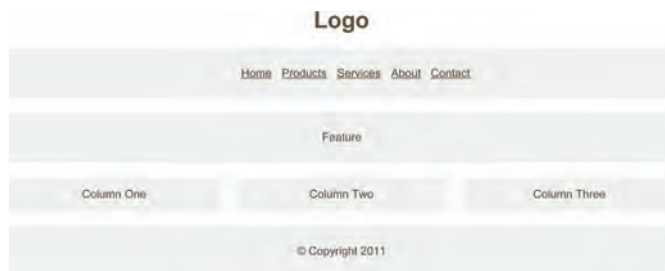 Logo
Home Products Services About Contact
Feature
Column One Column Two Column Three
© Copyright 2011